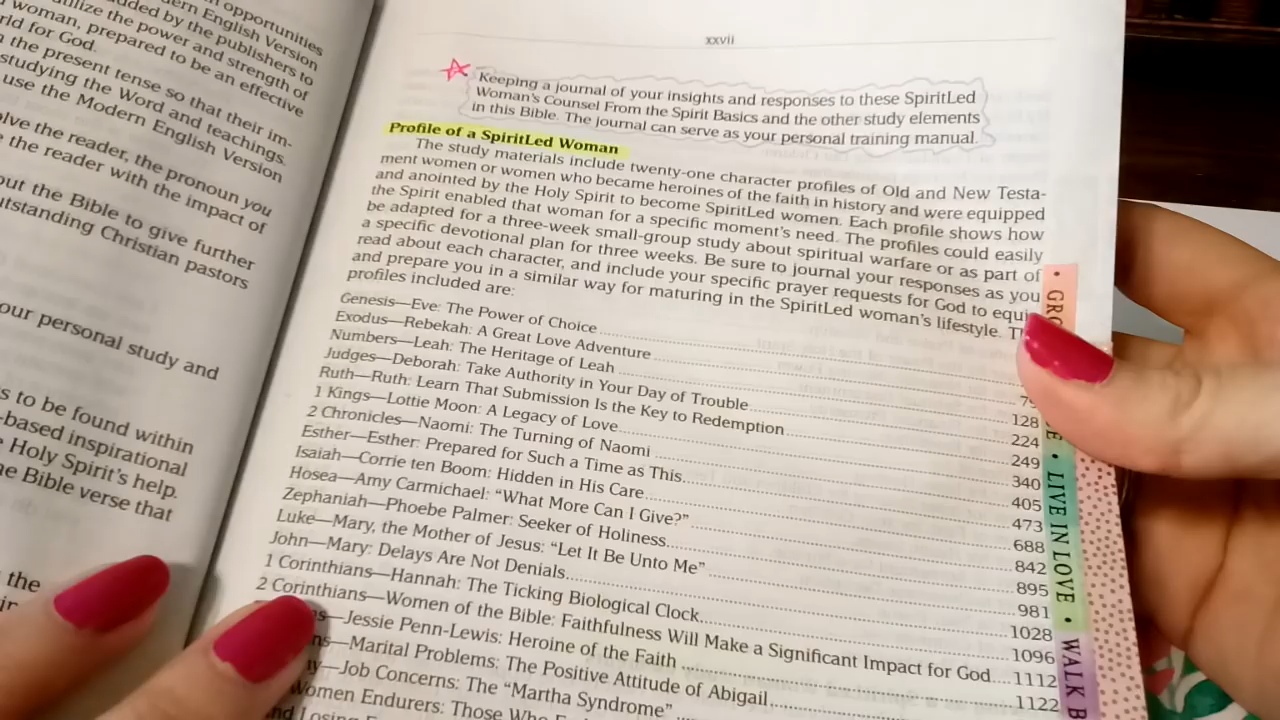 opportunities
ern English Version
ded by the publishers to
ilize the power and strength of
woman, prepared to be an effective
rld for God.
the present tense so that their im-
studying the Word and teachings.
use the Modern English Version
olve the reader, the pronoun you
the reader with the impact of
out the Bible to give further
utstanding Christian pastors
our personal study and
s to be found within
-based inspirational
Holy Spirit's help.
he Bible verse that
the
xxvii
Keeping a journal of your insights and responses to these SpiritLed
Woman's Counsel From the Spirit Basics and the other study elements
in this Bible. The journal can serve as your personal training manual.
Profile of a SpiritLed Woman
The study materials include twenty-one character profiles of Old and New Testa-
ment women or women who became heroines of the faith in history and were equipped
and anointed by the Holy Spirit to become SpiritLed women. Each profile shows how
the Spirit enabled that woman for a specific moment's need. The profiles could easily
be adapted for a three-week small-group study about spiritual warfare or as part of
a specific devotional plan for three weeks. Be sure to journal your responses as you
read about each character, and include your specific prayer requests for God to equi
and prepare you in a similar way for maturing in the SpiritLed woman's lifestyle. T
profiles included are:
Genesis—Eve: The Power of Choice
Exodus—Rebekah: A Great Love Adventure
Numbers—Leah: The Heritage of Leah
Judges—Deborah: Take Authority in Your Day of Trouble 128
Ruth—Ruth: Learn That Submission Is the Key to Redemption 224
1 Kings—Lottie Moon: A Legacy of Love 249
2 Chronicles—Naomi: The Turning of Naomi 340
Esther—Esther: Prepared for Such a Time as This 405
Isaiah—Corrie ten Boom: Hidden in His Care 473
Hosea—Amy Carmichael: "What More Can I Give?" 688
Zephaniah—Phoebe Palmer: Seeker of Holiness 842
Luke—Mary, the Mother of Jesus: "Let It Be Unto Me" 895
John—Mary: Delays Are Not Denials 981
1 Corinthians—Hannah: The Ticking Biological Clock 1028
2 Corinthians—Women of the Bible: Faithfulness Will Make a Significant Impact for God 1096
s—Jessie Penn-Lewis: Heroine of the Faith 1112
ns—Marital Problems: The Positive Attitude of Abigail 1122
y—Job Concerns: The "Martha Syndrome"
Women Endurers: Those Who
nd Losing
• GRO
E • LIVE IN LOVE • WALK B